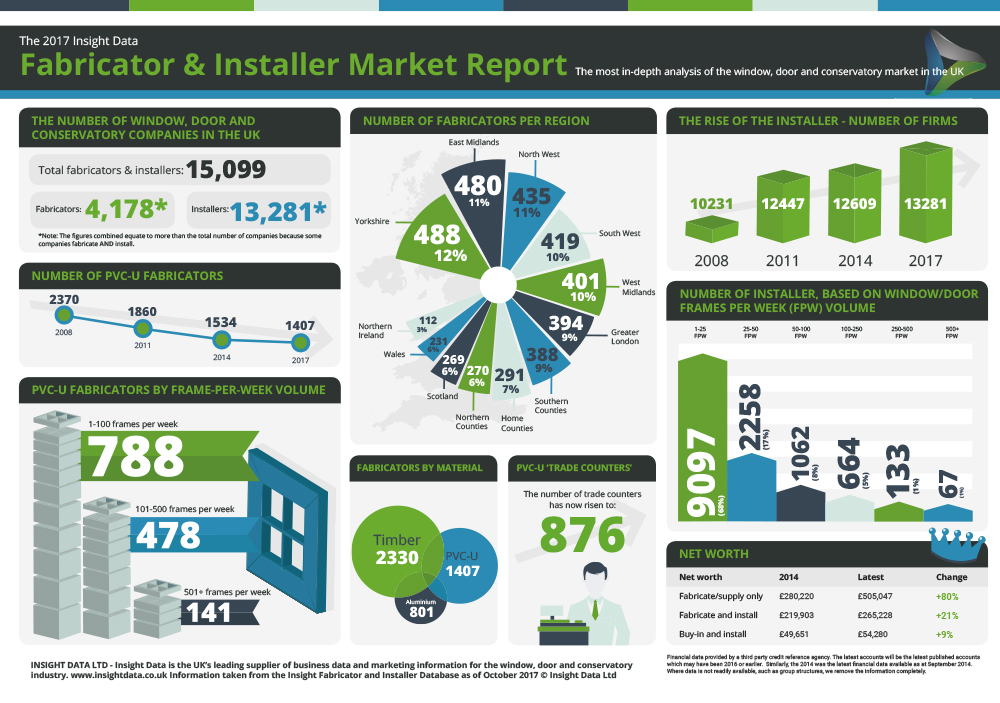 The 2017 Insight Data
Fabricator & Installer Market Report
The most in-depth analysis of the window, door and conservatory market in the UK
THE NUMBER OF WINDOW, DOOR AND
CONSERVATORY COMPANIES IN THE UK
Total fabricators & installers: 15,099
Fabricators: 4,178*
Installers: 13,281*
*Note: The figures combined equate to more than the total number of companies because some
companies fabricate AND install.
NUMBER OF PVC-U FABRICATORS
2370
2008
1860
2011
1534
2014
1407
2017
PVC-U FABRICATORS BY FRAME-PER-WEEK VOLUME
1-100 frames per week
788
101-500 frames per week
478
501+ frames per week
141
NUMBER OF FABRICATORS PER REGION
East Midlands
480
11%
North West
435
11%
South West
419
10%
West
Midlands
401
10%
Greater
London
394
9%
Southern
Counties
388
9%
Home
Counties
291
7%
Northern
Counties
270
6%
Scotland
269
6%
Wales
231
6%
Northern
Ireland
112
3%
Yorkshire
488
12%
FABRICATORS BY MATERIAL
Timber
2330
PVC-U
1407
Aluminium
801
PVC-U 'TRADE COUNTERS'
The number of trade counters
has now risen to:
876
THE RISE OF THE INSTALLER - NUMBER OF FIRMS
10231
12447
12609
13281
2008
2011
2014
2017
NUMBER OF INSTALLER, BASED ON WINDOW/DOOR
FRAMES PER WEEK (FPW) VOLUME
1-25
FPW
25-50
FPW
50-100
FPW
100-250
FPW
250-500
FPW
500+
FPW
9097
(68%)
2258
(17%)
1062
(8%)
664
(5%)
133
(1%)
67
(1%)
NET WORTH
Net worth 2014 Latest Change
Fabricate/supply only £280,220 £505,047 +80%
Fabricate and install £219,903 £265,228 +21%
Buy-in and install £49,651 £54,280 +9%
Financial data provided by a third party credit reference agency. The latest accounts will be the latest published accounts
which may have been 2016 or earlier. Similarly, the 2014 was the latest financial data available as at September 2014.
Where data is not readily available, such as group structures, we remove the information completely.
INSIGHT DATA LTD - Insight Data is the UK's leading supplier of business data and marketing information for the window, door and conservatory
industry. www.insightdata.co.uk Information taken from the Insight Fabricator and Installer Database as of October 2017 © Insight Data Ltd